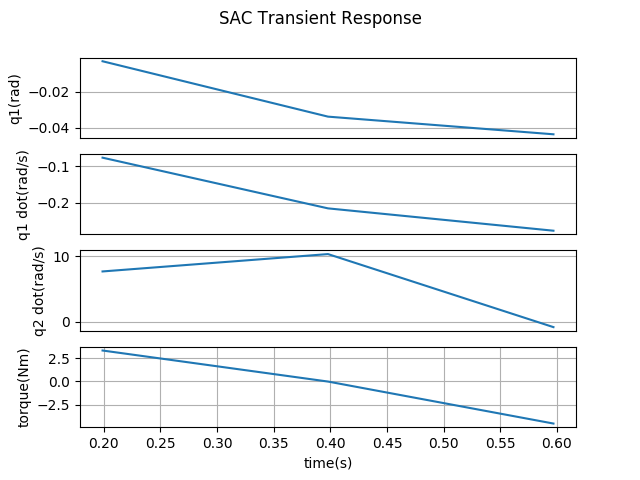 SAC Transient Response
q1(rad)
−0.02
−0.04
q1 dot(rad/s)
−0.1
−0.2
q2 dot(rad/s)
10
0
torque(Nm)
2.5
0.0
−2.5
0.20 0.25 0.30 0.35 0.40 0.45 0.50 0.55 0.60
time(s)